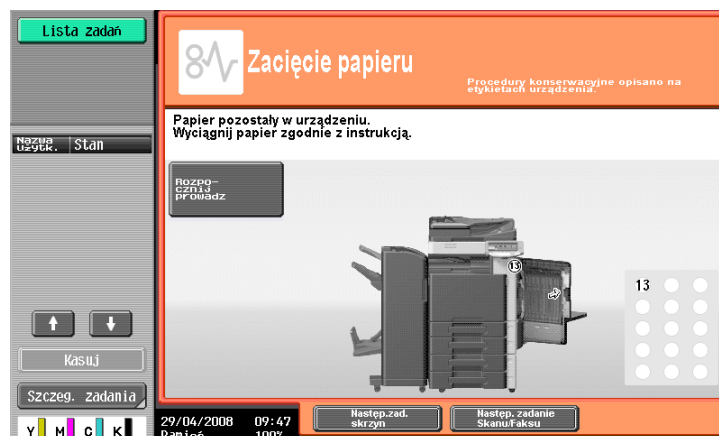 Lista zadań
Zacięcie papieru
Procedury konserwacyjne opisano na
etykietach urządzenia.
Papier pozostały w urządzeniu.
Wyciągnij papier zgodnie z instrukcją.
Nazwa
użytk.
Stan
Rozpo-
cznij
prowadz
13
13
Kasuj
Szczeg. zadania
Y M C K
29/04/2008 09:47
Pamięć 100%
Następ.zad.
skrzyn
Następ. zadanie
Skanu/Faksu